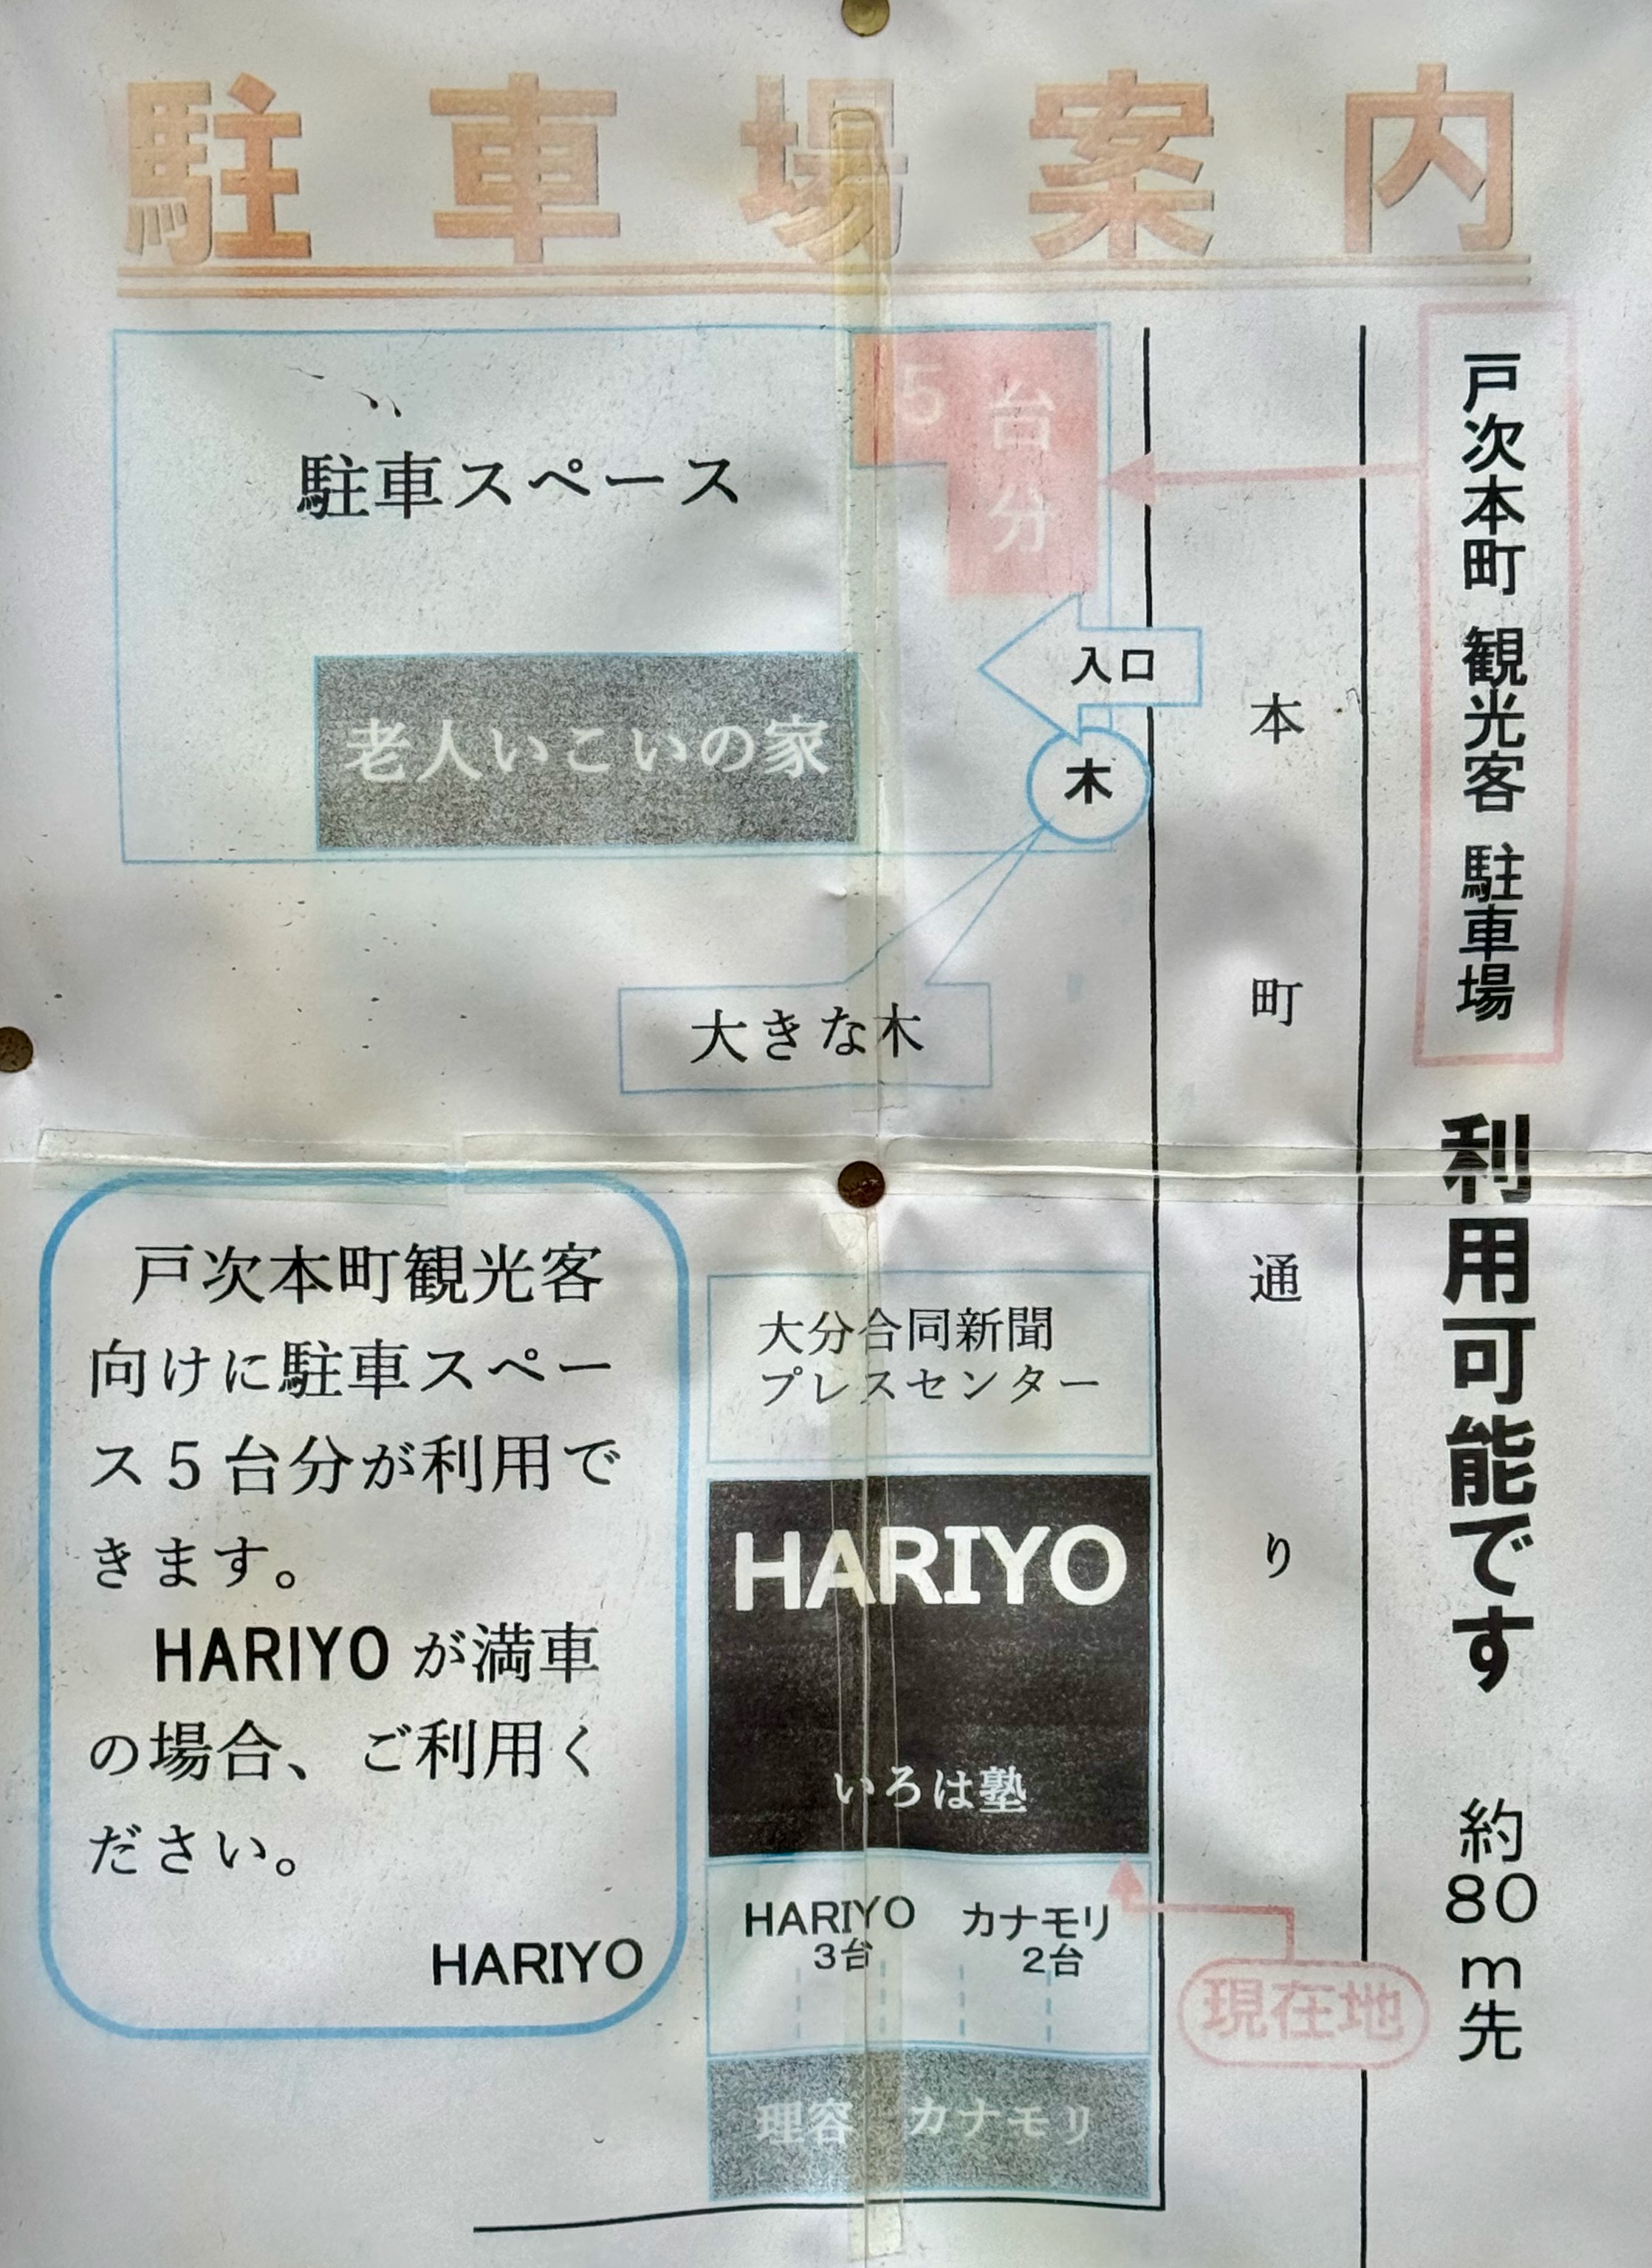 駐車場案内
戸次本町 観光客 駐車場
利用可能です 約80m先
5台分
駐車スペース
入口
老人いこいの家
木
大きな木
本町通り
戸次本町観光客
向けに駐車スペー
ス5台分が利用で
きます。
HARIYOが満車
の場合、ご利用く
ださい。
HARIYO
大分合同新聞
プレスセンター
HARIYO
いろは塾
HARIYO
3台
カナモリ
2台
現在地
理容 カナモリ